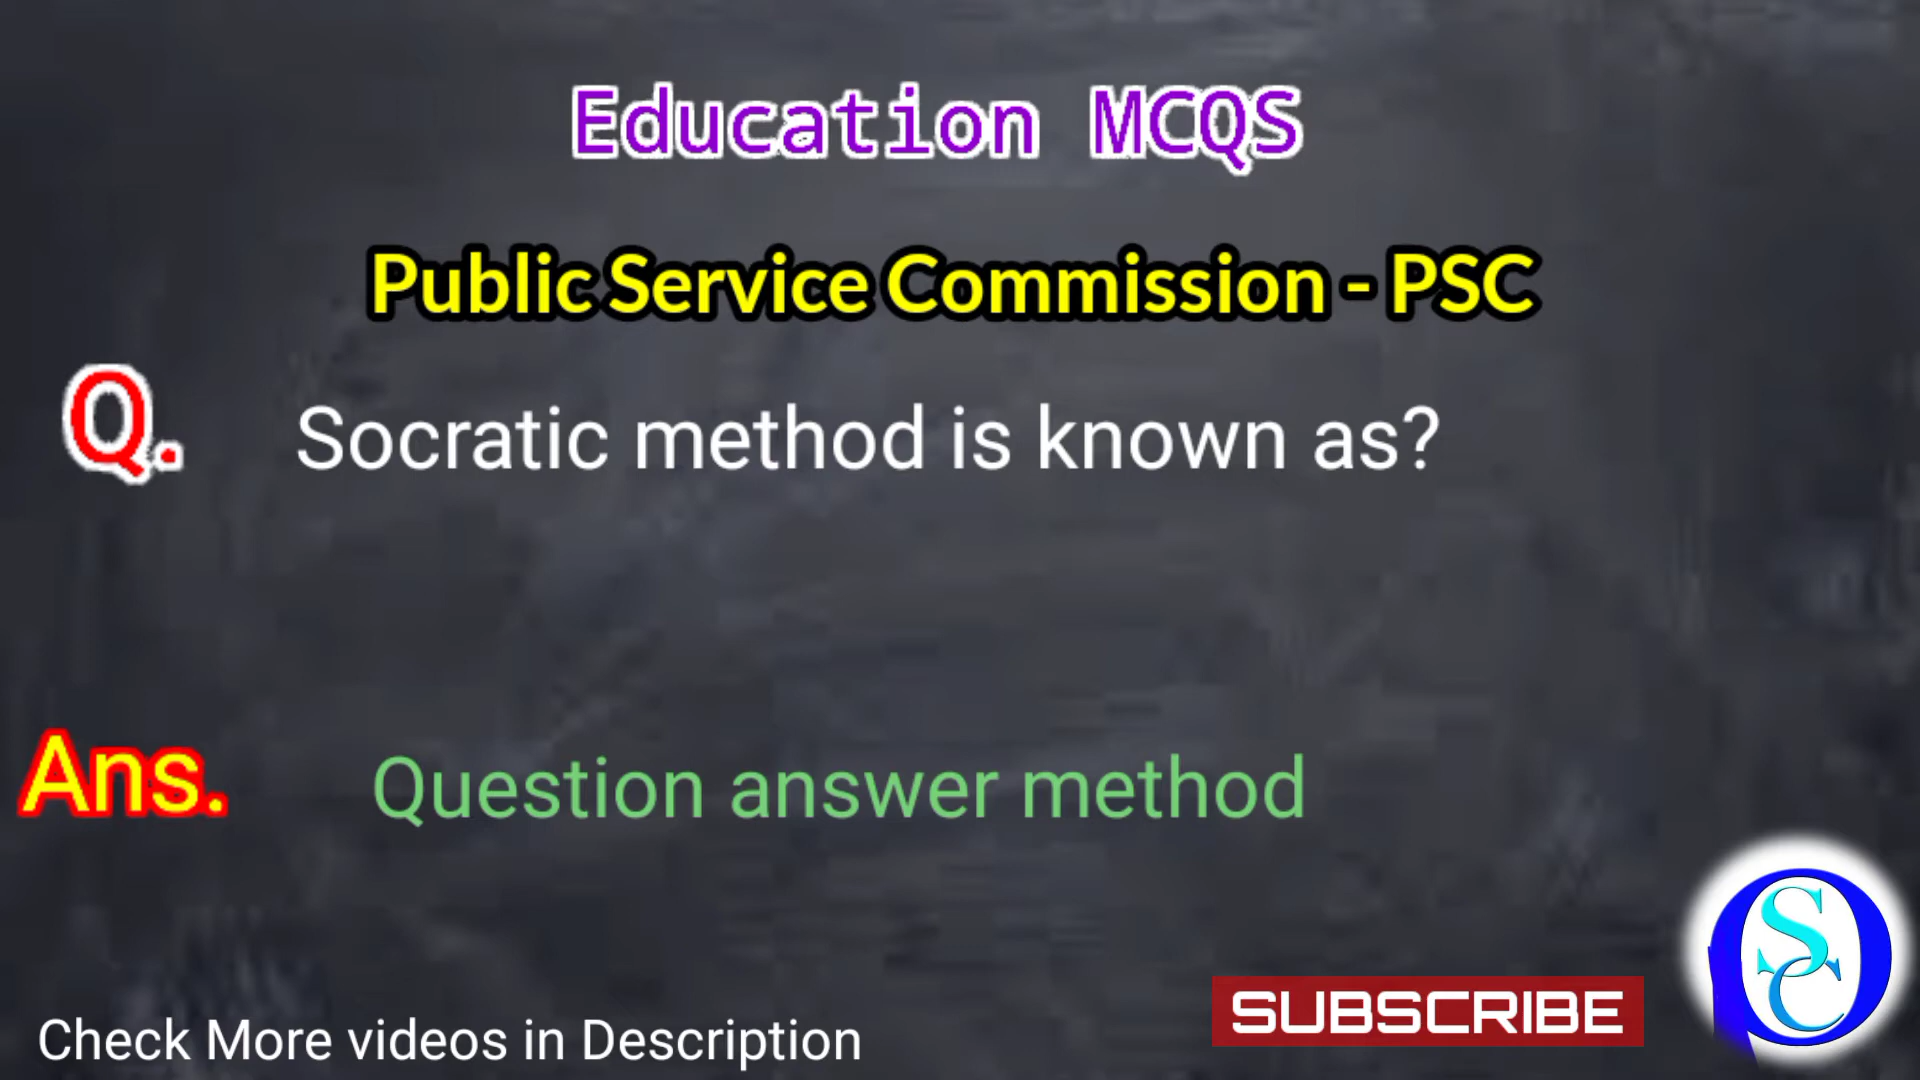 Education MCQS
Public Service Commission - PSC
Q. Socratic method is known as?
Ans. Question answer method
SUBSCRIBE
Check More videos in Description